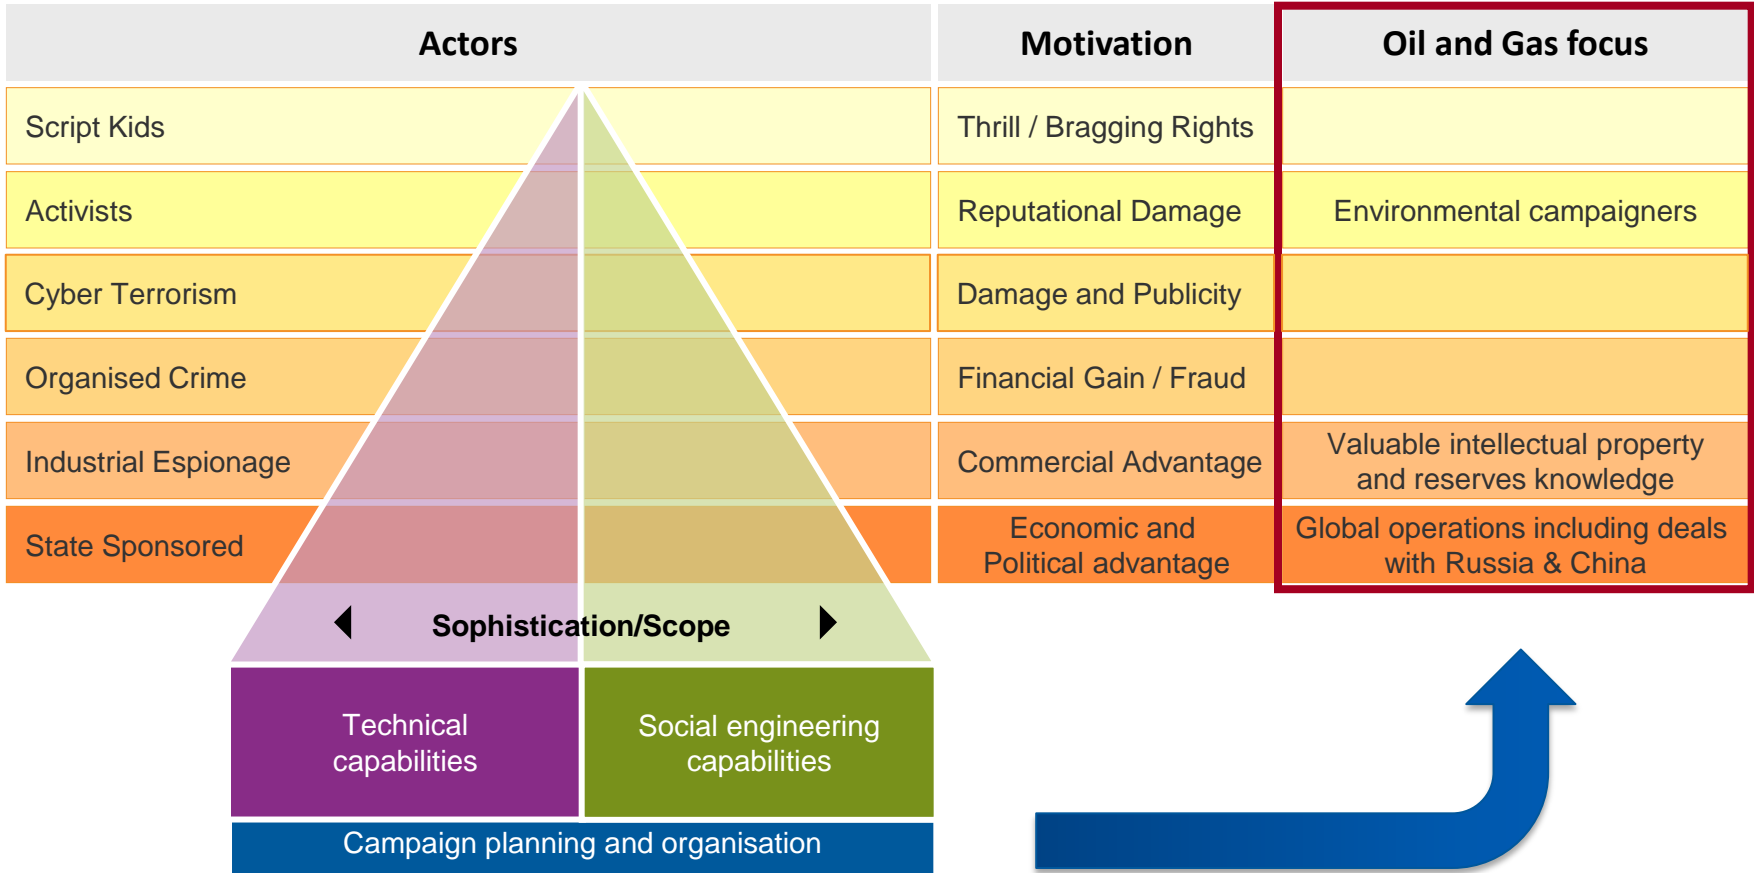 Actors
Motivation
Oil and Gas focus
Script Kids
Thrill / Bragging Rights
Activists
Reputational Damage
Environmental campaigners
Cyber Terrorism
Damage and Publicity
Organised Crime
Financial Gain / Fraud
Industrial Espionage
Commercial Advantage
Valuable intellectual property
and reserves knowledge
State Sponsored
Economic and
Political advantage
Global operations including deals
with Russia & China
Sophistication/Scope
Technical
capabilities
Social engineering
capabilities
Campaign planning and organisation